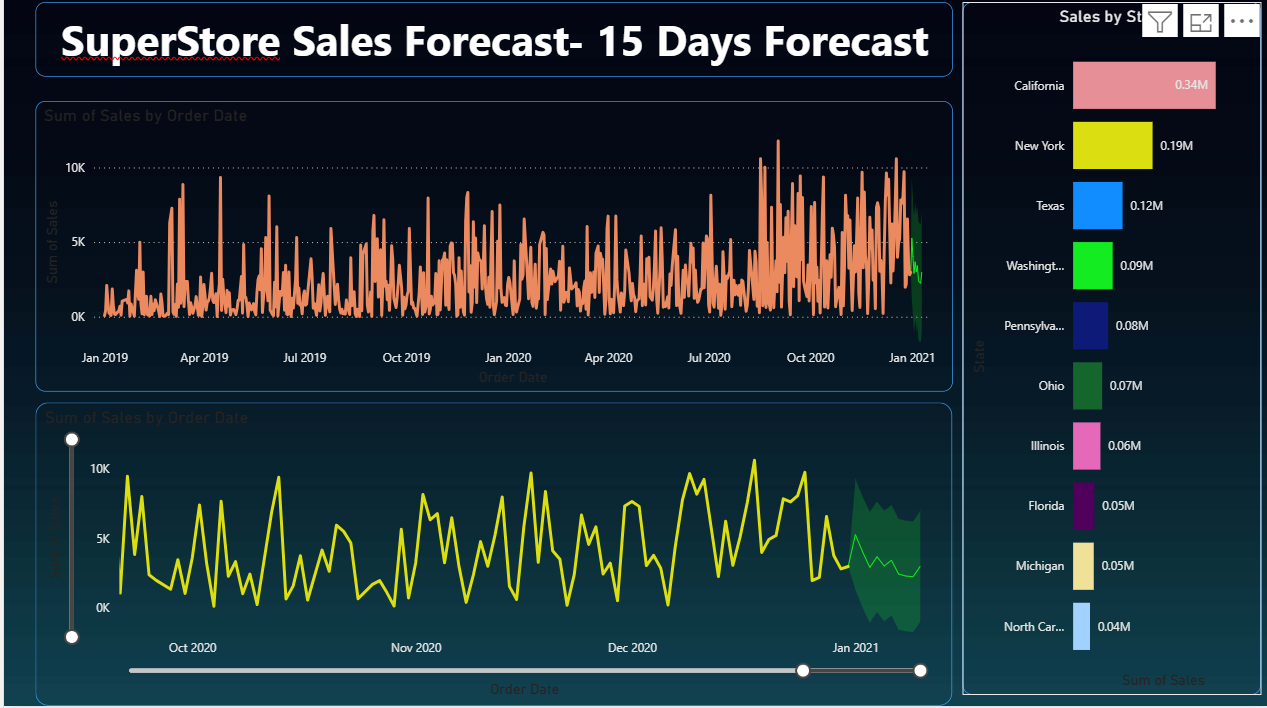 SuperStore Sales Forecast- 15 Days Forecast
Sum of Sales by Order Date
Sum of Sales
10K
5K
0K
Jan 2019 Apr 2019 Jul 2019 Oct 2019 Jan 2020 Apr 2020 Jul 2020 Oct 2020 Jan 2021
Order Date
Sum of Sales by Order Date
10K
5K
0K
Oct 2020 Nov 2020 Dec 2020 Jan 2021
Order Date
Sales by St
State
California 0.34M
New York 0.19M
Texas 0.12M
Washingt... 0.09M
Pennsylva... 0.08M
Ohio 0.07M
Illinois 0.06M
Florida 0.05M
Michigan 0.05M
North Car... 0.04M
Sum of Sales